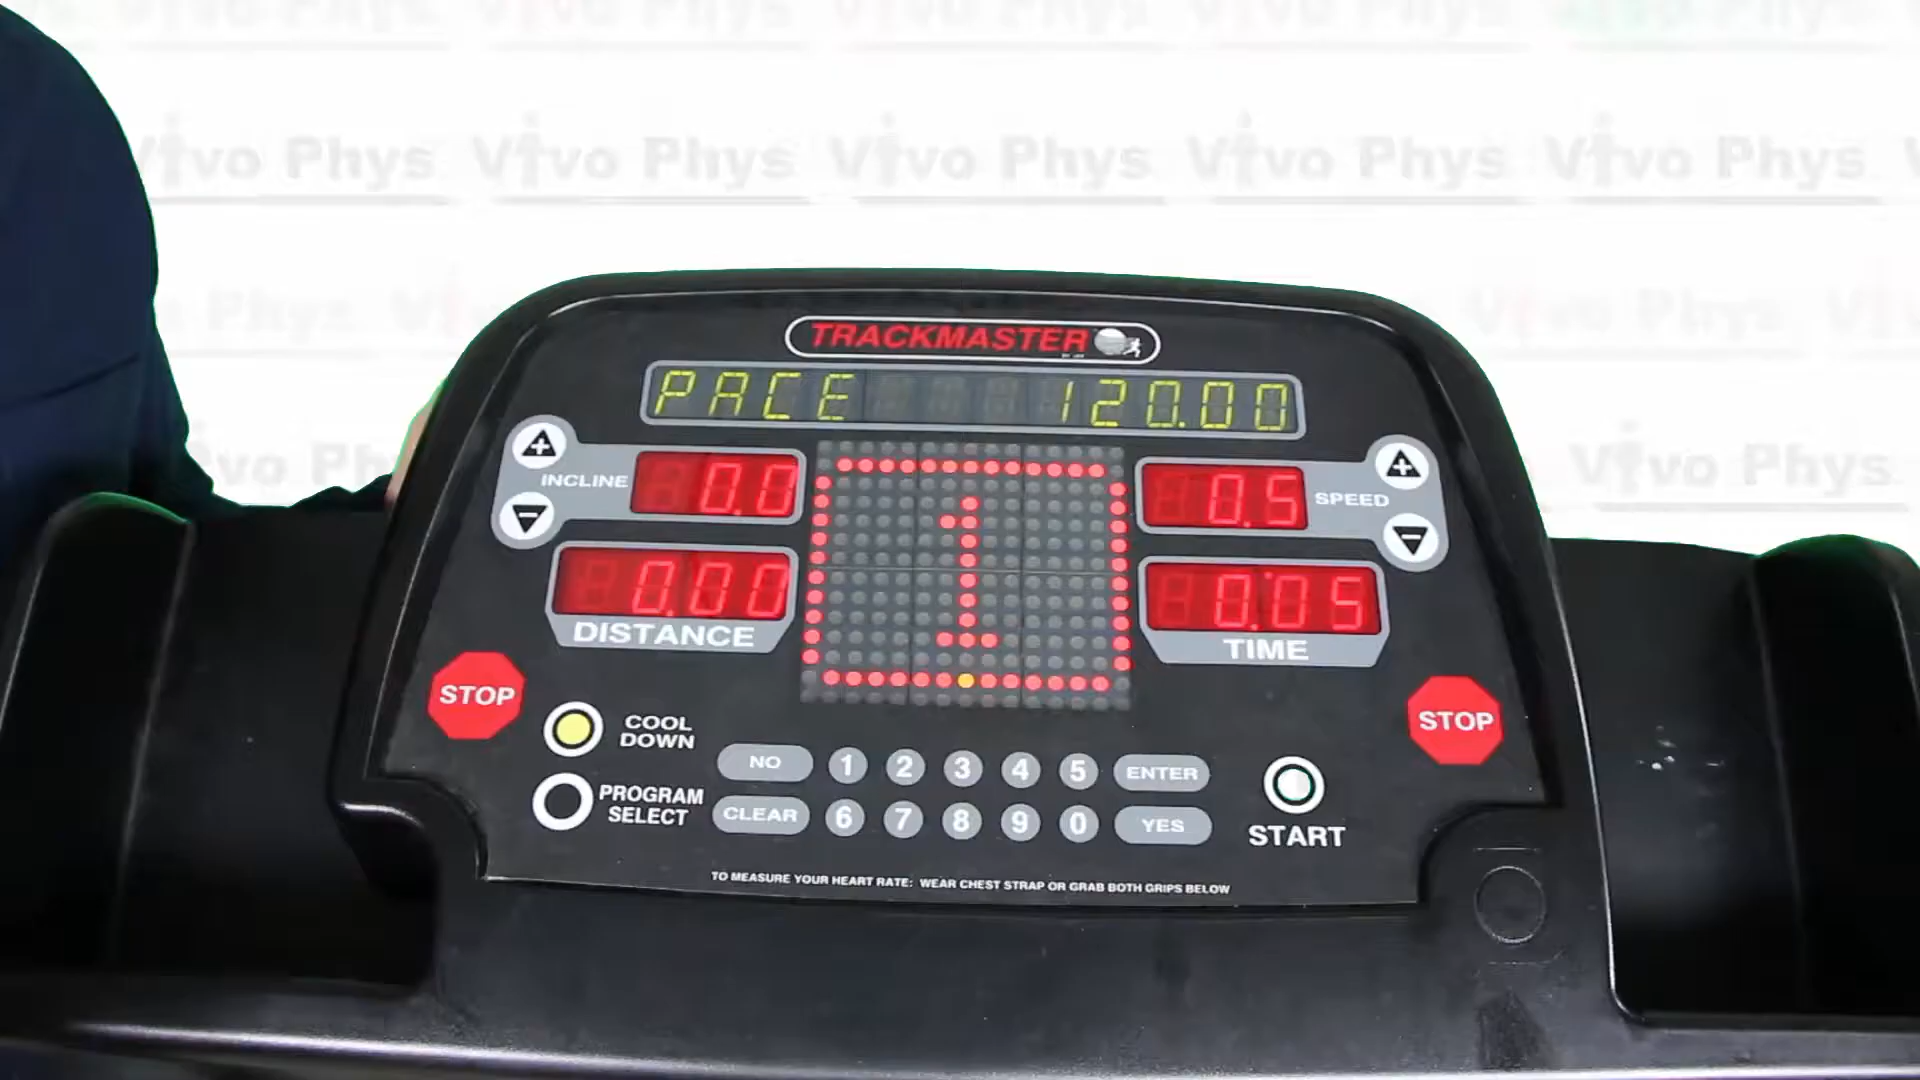 Vivo Phys Vivo Phys Vivo Phys Vivo Phys Vivo Phys
TRACKMASTER
PACE 120.00
INCLINE 0.0
0.5 SPEED
1
0.00
DISTANCE
0:05
TIME
STOP
STOP
COOL
DOWN
PROGRAM
SELECT
NO 1 2 3 4 5 ENTER
CLEAR 6 7 8 9 0 YES
START
TO MEASURE YOUR HEART RATE: WEAR CHEST STRAP OR GRAB BOTH GRIPS BELOW